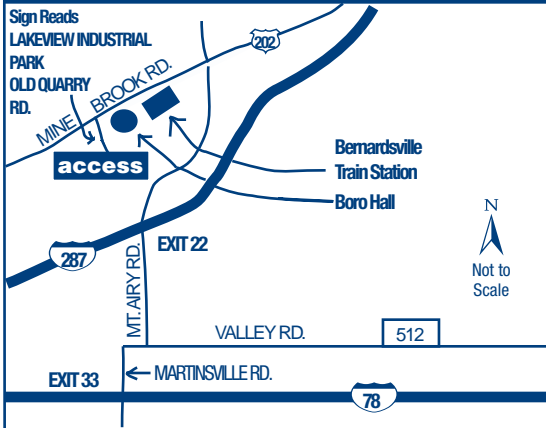 Sign Reads
LAKEVIEW INDUSTRIAL
PARK
OLD QUARRY
RD.
202
MINE BROOK RD.
access
Bernardsville
Train Station
Boro Hall
N
Not to
Scale
287
EXIT 22
MT. AIRY RD.
VALLEY RD.
512
EXIT 33
MARTINSVILLE RD.
78